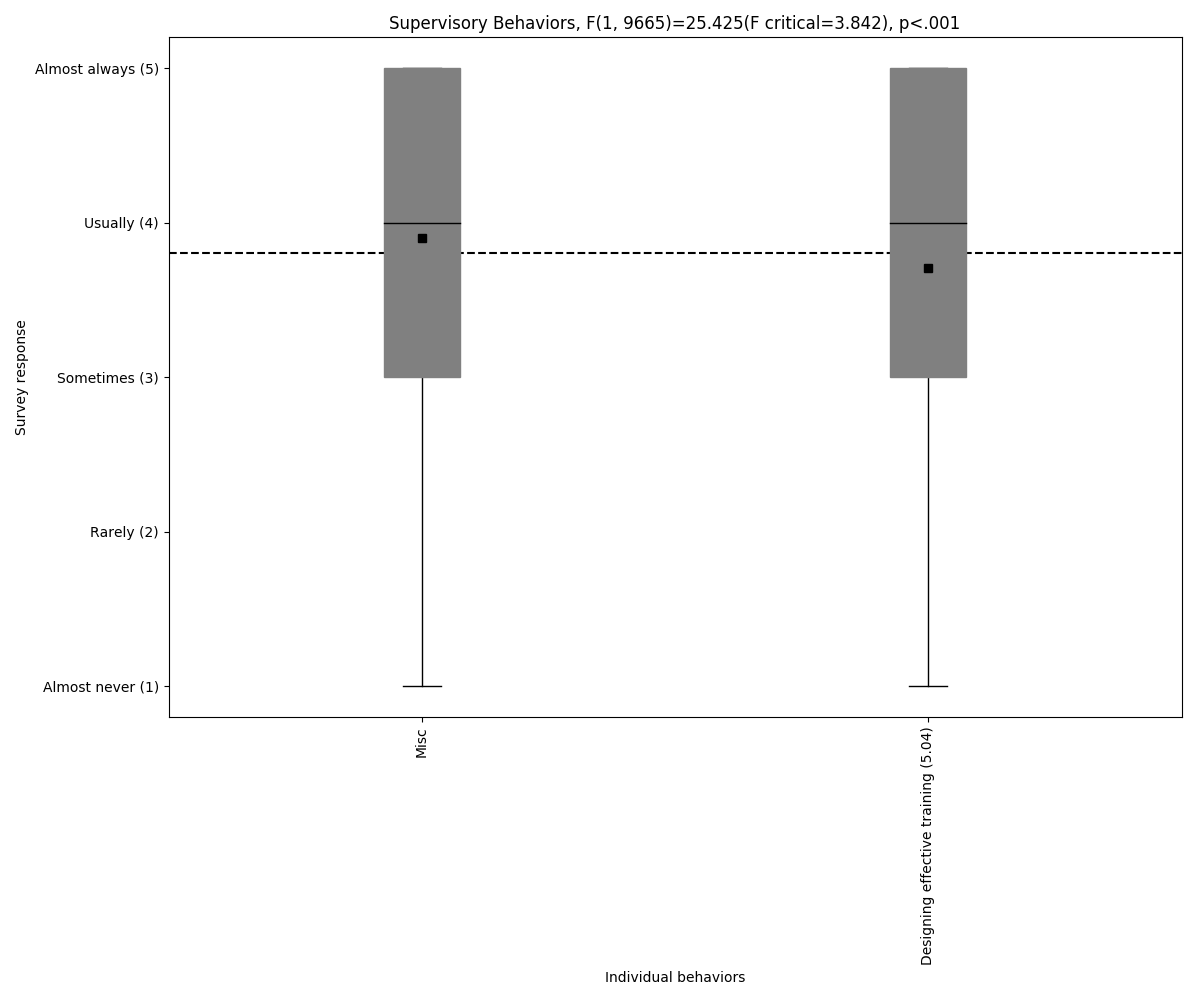 Supervisory Behaviors, F(1, 9665)=25.425(F critical=3.842), p<.001
Almost always (5)
Usually (4)
Sometimes (3)
Rarely (2)
Almost never (1)
Survey response
Misc
Designing effective training (5.04)
Individual behaviors